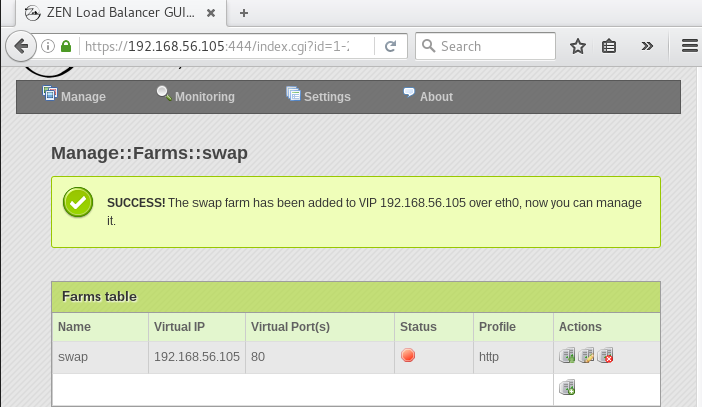 ZEN Load Balancer GUI...
https://192.168.56.105:444/index.cgi?id=1-
Search
Manage Monitoring Settings About
Manage::Farms::swap
SUCCESS! The swap farm has been added to VIP 192.168.56.105 over eth0, now you can manage
it.
Farms table
Name Virtual IP Virtual Port(s) Status Profile Actions
swap 192.168.56.105 80 http